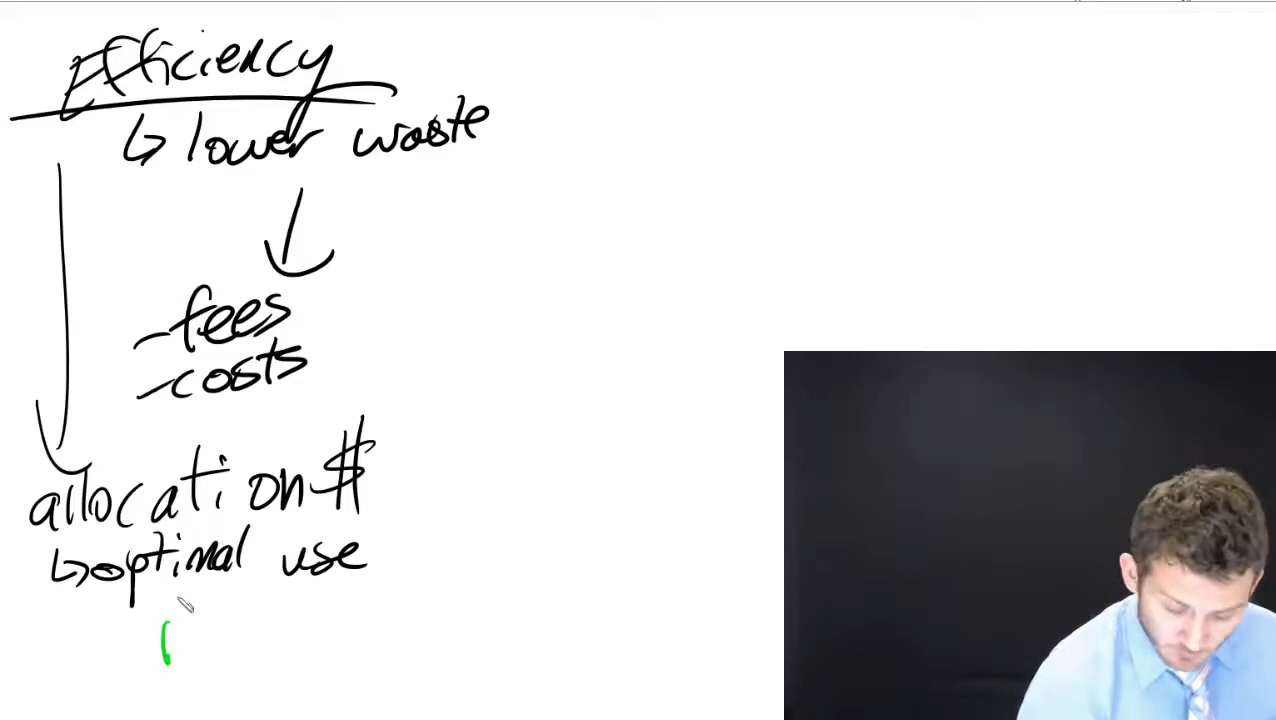 Efficiency
↳ lower waste
- fees
- costs
allocation $
↳ optimal use